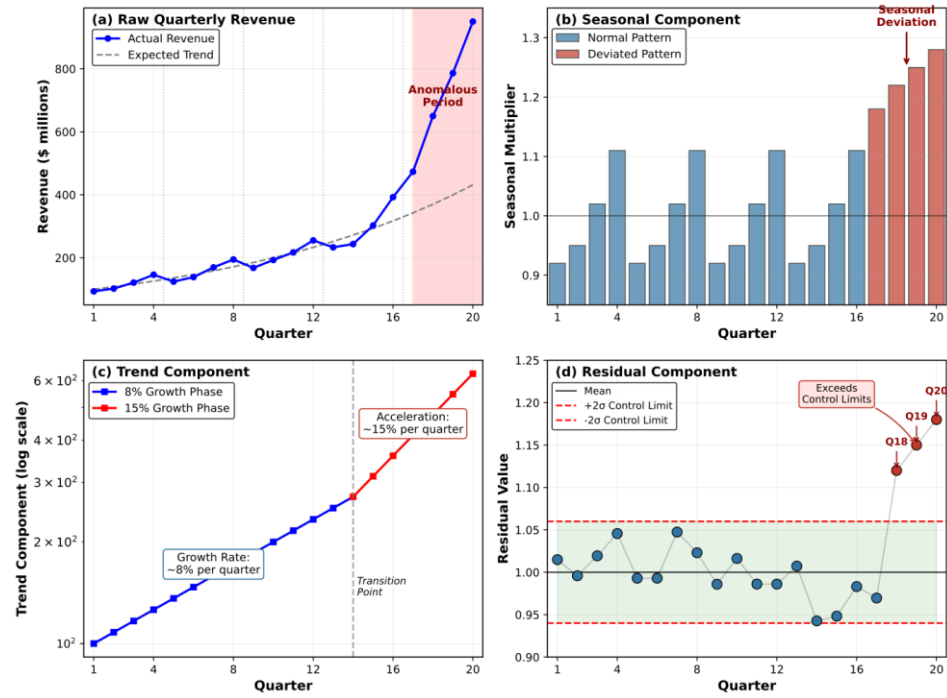 (a) Raw Quarterly Revenue
Actual Revenue
Expected Trend
Anomalous
Period
Revenue ($ millions)
800
600
400
200
1
4
8
12
16
20
Quarter
(b) Seasonal Component
Normal Pattern
Deviated Pattern
Seasonal
Deviation
Seasonal Multiplier
1.3
1.2
1.1
1.0
0.9
1
4
8
12
16
20
Quarter
(c) Trend Component
8% Growth Phase
15% Growth Phase
Acceleration:
~15% per quarter
Growth Rate:
~8% per quarter
Transition
Point
Trend Component (log scale)
6 × 10²
4 × 10²
3 × 10²
2 × 10²
10²
1
4
8
12
16
20
Quarter
(d) Residual Component
Mean
+2σ Control Limit
-2σ Control Limit
Exceeds
Control Limits
Q18
Q19
Q20
Residual Value
1.25
1.20
1.15
1.10
1.05
1.00
0.95
0.90
1
4
8
12
16
20
Quarter